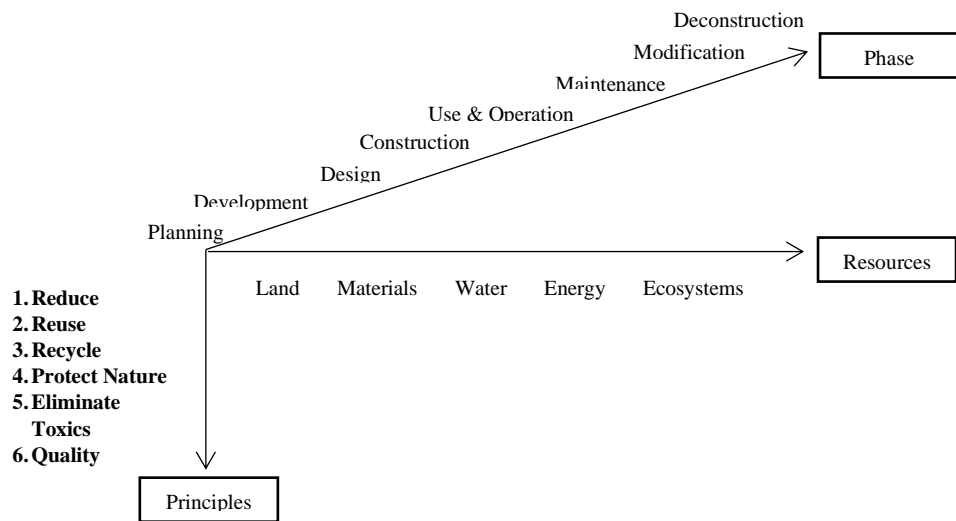 Deconstruction
Modification
Phase
Maintenance
Use & Operation
Construction
Design
Development
Planning
Resources
Land Materials Water Energy Ecosystems
1. Reduce
2. Reuse
3. Recycle
4. Protect Nature
5. Eliminate
Toxics
6. Quality
Principles